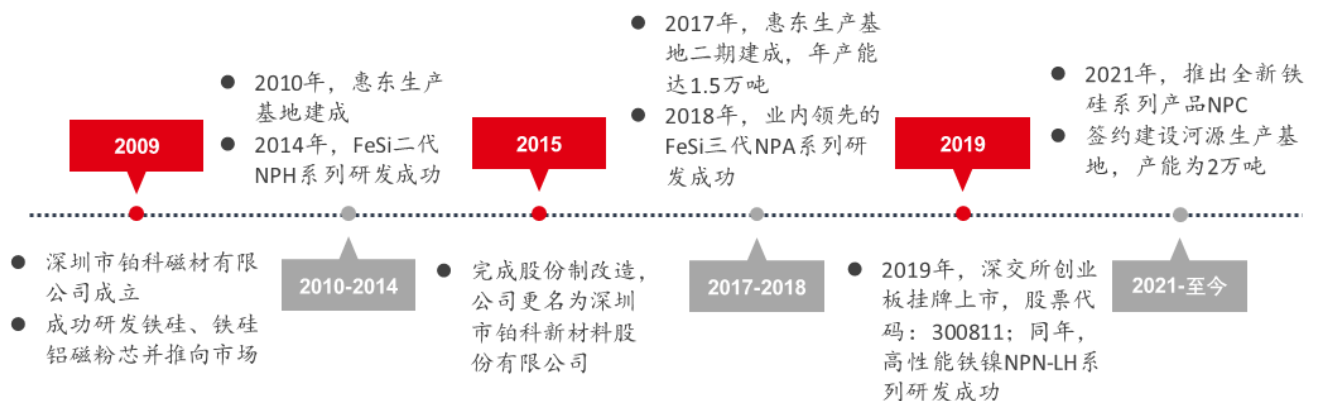 2009
深圳市铂科磁材有限
公司成立
成功研发铁硅、铁硅
铝磁粉芯并推向市场
2010年，惠东生产
基地建成
2014年，FeSi二代
NPH系列研发成功
2010-2014
2015
完成股份制改造，
公司更名为深圳
市铂科新材料股
份有限公司
2017年，惠东生产基
地二期建成，年产能
达1.5万吨
2018年，业内领先的
FeSi三代NPA系列研
发成功
2017-2018
2019
2019年，深交所创业
板挂牌上市，股票代
码：300811；同年，
高性能铁镍NPN-LH系
列研发成功
2021年，推出全新铁
硅系列产品NPC
签约建设河源生产基
地，产能为2万吨
2021-至今